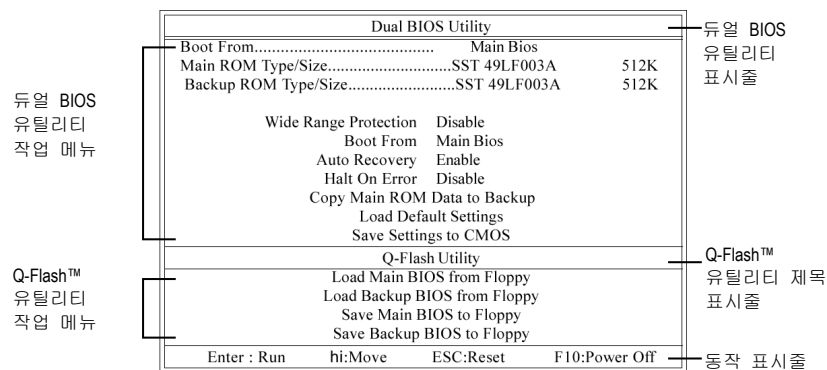 Dual BIOS Utility
Boot From.................................. Main Bios
Main ROM Type/Size............................SST 49LF003A 512K
Backup ROM Type/Size........................SST 49LF003A 512K
Wide Range Protection Disable
Boot From Main Bios
Auto Recovery Enable
Halt On Error Disable
Copy Main ROM Data to Backup
Load Default Settings
Save Settings to CMOS
Q-Flash Utility
Load Main BIOS from Floppy
Load Backup BIOS from Floppy
Save Main BIOS to Floppy
Save Backup BIOS to Floppy
Enter : Run hi:Move ESC:Reset F10:Power Off
듀얼 BIOS
유틸리티
작업 메뉴
Q-Flash™
유틸리티
작업 메뉴
듀얼 BIOS
유틸리티
표시줄
Q-Flash™
유틸리티 제목
표시줄
동작 표시줄